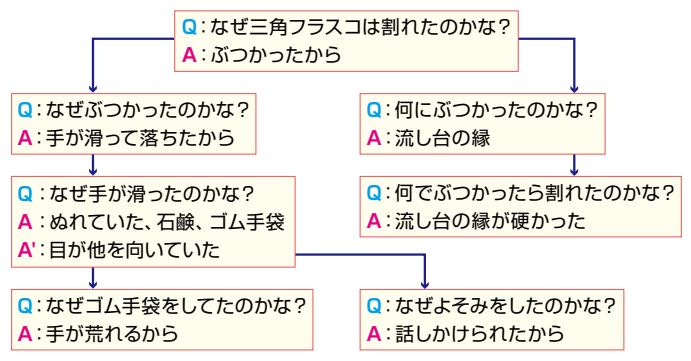 Q：なぜ三角フラスコは割れたのかな？
A：ぶつかったから
Q：なぜぶつかったのかな？
A：手が滑って落ちたから
Q：何にぶつかったのかな？
A：流し台の縁
Q：なぜ手が滑ったのかな？
A：ぬれていた、石鹸、ゴム手袋
A'：目が他を向いていた
Q：何でぶつかったら割れたのかな？
A：流し台の縁が硬かった
Q：なぜゴム手袋をしてたのかな？
A：手が荒れるから
Q：なぜよそみをしたのかな？
A：話しかけられたから